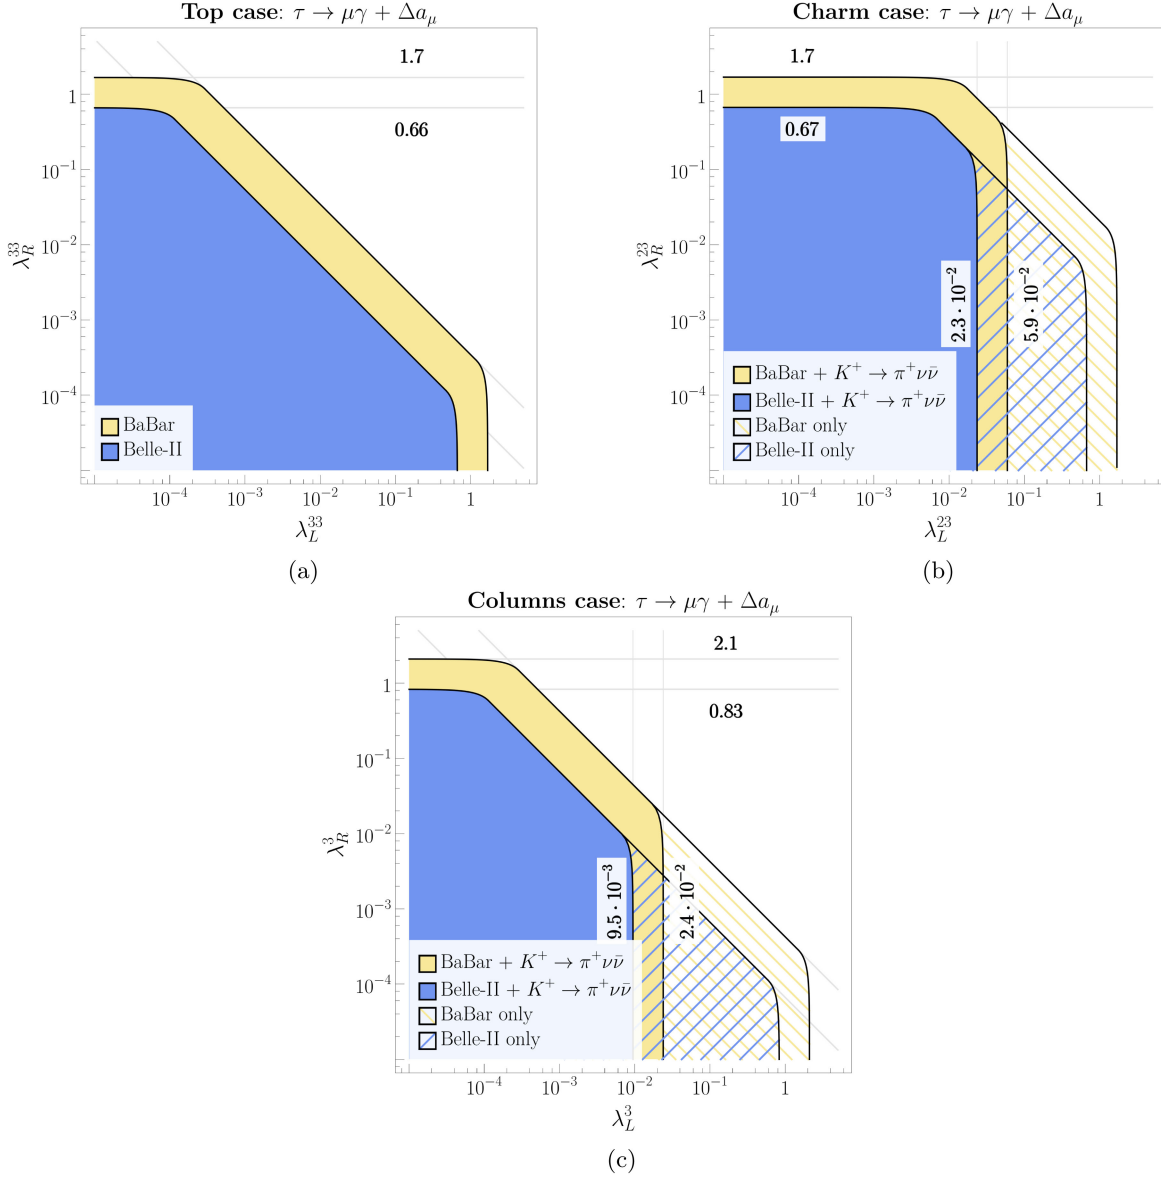 Top case: τ → μγ + Δaμ
1.7
0.66
1
10⁻¹
10⁻²
10⁻³
10⁻⁴
λ_R^33
BaBar
Belle-II
10⁻⁴ 10⁻³ 10⁻² 10⁻¹ 1
λ_L^33
(a)
Charm case: τ → μγ + Δaμ
1.7
0.67
1
10⁻¹
10⁻²
10⁻³
10⁻⁴
λ_R^23
2.3 · 10⁻²
5.9 · 10⁻²
BaBar + K⁺ → π⁺νν̄
Belle-II + K⁺ → π⁺νν̄
BaBar only
Belle-II only
10⁻⁴ 10⁻³ 10⁻² 10⁻¹ 1
λ_L^23
(b)
Columns case: τ → μγ + Δaμ
2.1
0.83
1
10⁻¹
10⁻²
10⁻³
10⁻⁴
λ_R^3
9.5 · 10⁻³
2.4 · 10⁻²
BaBar + K⁺ → π⁺νν̄
Belle-II + K⁺ → π⁺νν̄
BaBar only
Belle-II only
10⁻⁴ 10⁻³ 10⁻² 10⁻¹ 1
λ_L^3
(c)